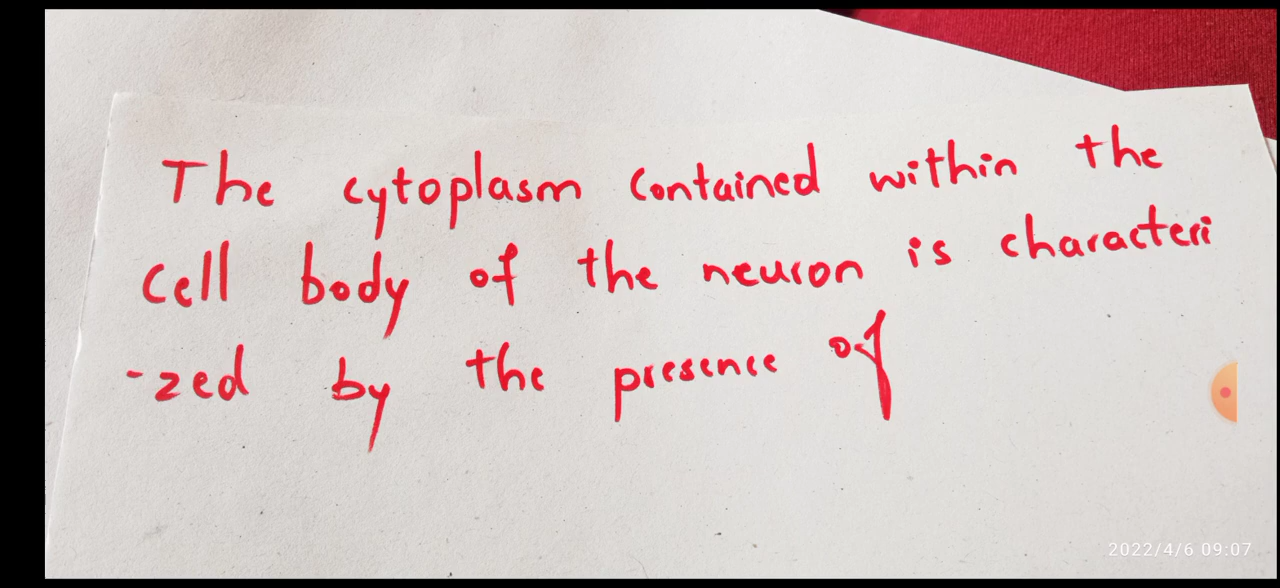 The cytoplasm contained within the
cell body of the neuron is characteri
-zed by the presence of
2022/4/6 09:07